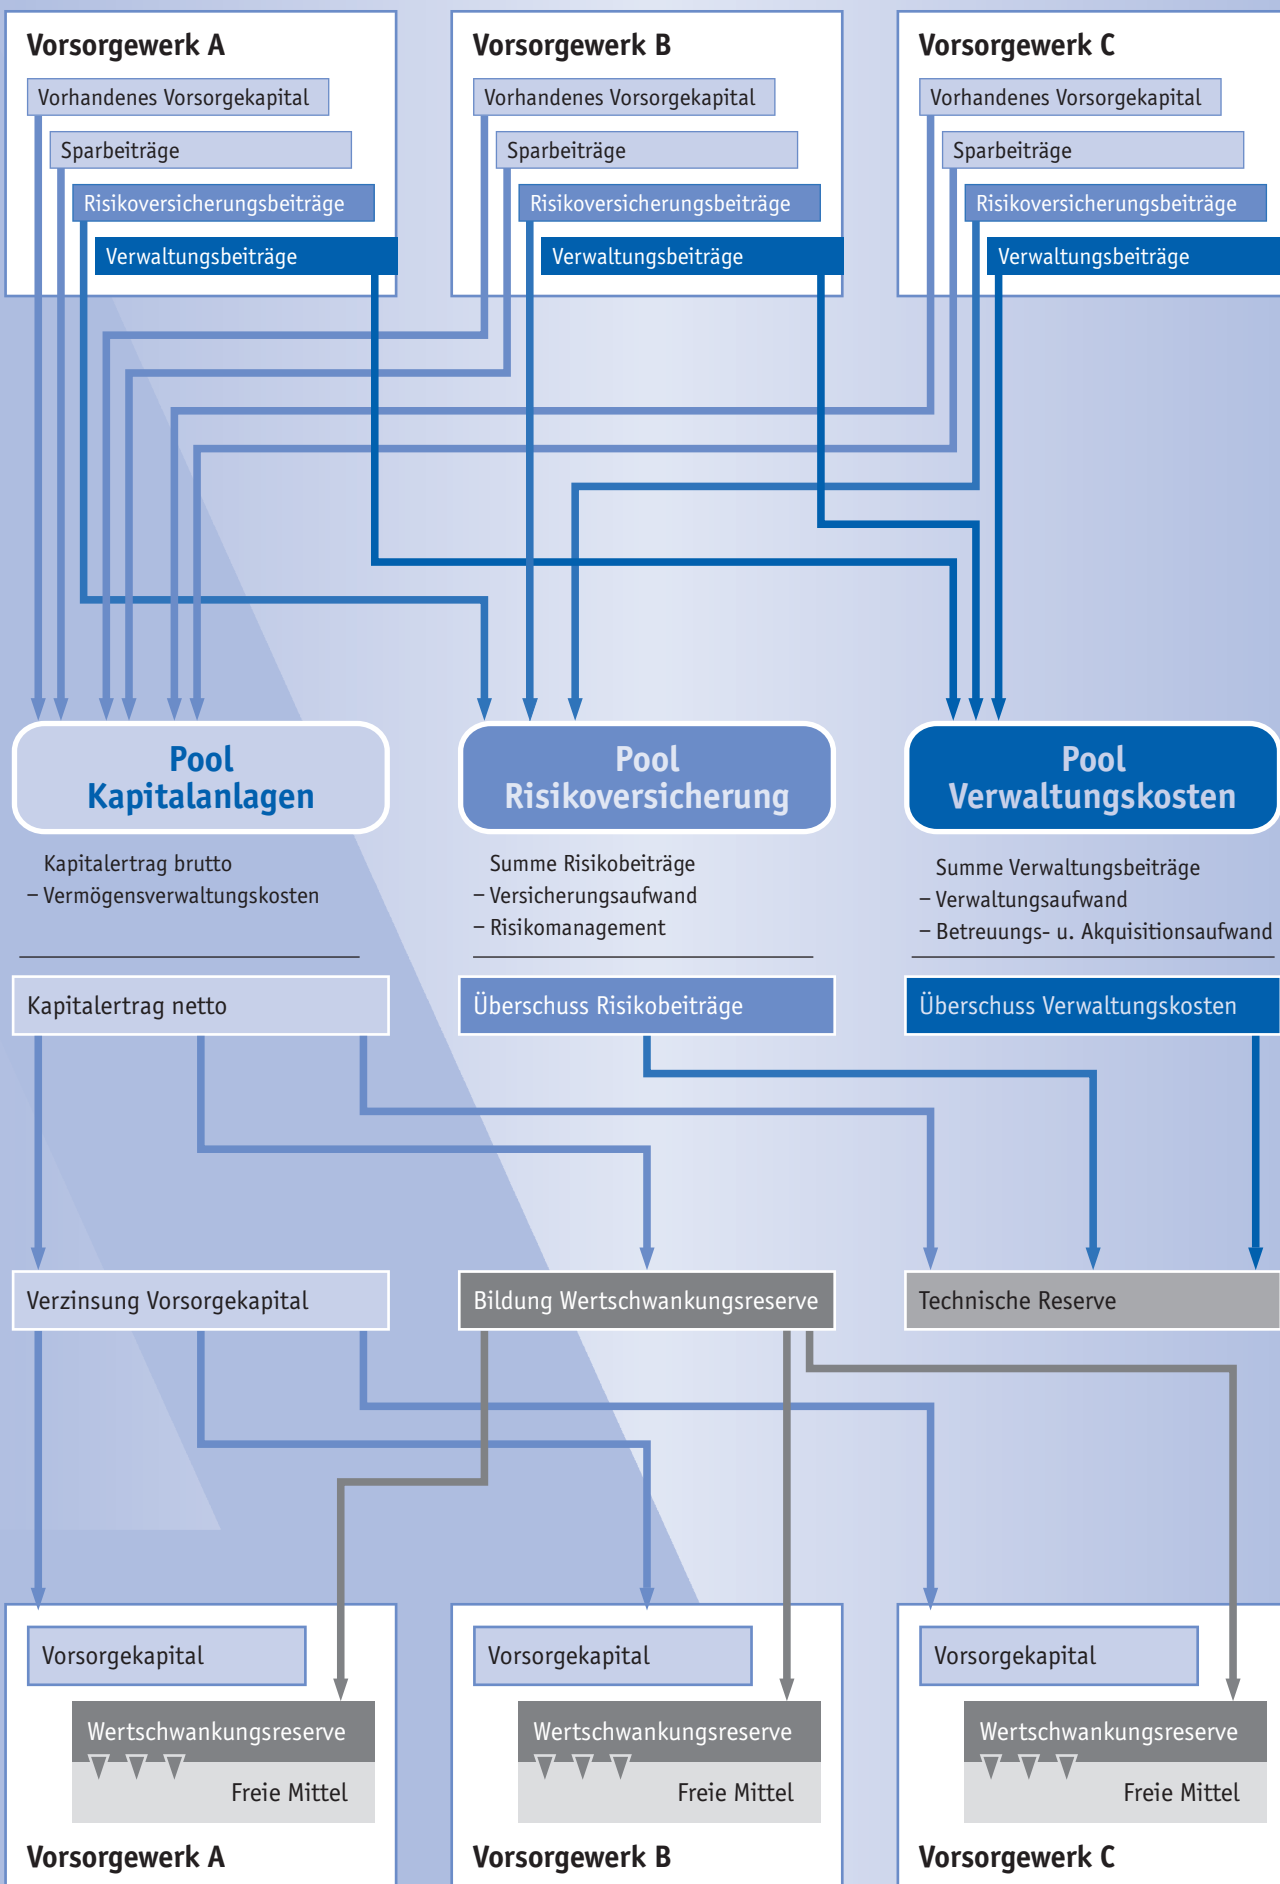 Vorsorgewerk A
Vorhandenes Vorsorgekapital
Sparbeiträge
Risikoversicherungsbeiträge
Verwaltungsbeiträge
Vorsorgewerk B
Vorhandenes Vorsorgekapital
Sparbeiträge
Risikoversicherungsbeiträge
Verwaltungsbeiträge
Vorsorgewerk C
Vorhandenes Vorsorgekapital
Sparbeiträge
Risikoversicherungsbeiträge
Verwaltungsbeiträge
Pool
Kapitalanlagen
Kapitalertrag brutto
– Vermögensverwaltungskosten
Kapitalertrag netto
Pool
Risikoversicherung
Summe Risikobeiträge
– Versicherungsaufwand
– Risikomanagement
Überschuss Risikobeiträge
Pool
Verwaltungskosten
Summe Verwaltungsbeiträge
– Verwaltungsaufwand
– Betreuungs- u. Akquisitionsaufwand
Überschuss Verwaltungskosten
Verzinsung Vorsorgekapital
Bildung Wertschwankungsreserve
Technische Reserve
Vorsorgekapital
Wertschwankungsreserve
Freie Mittel
Vorsorgewerk A
Vorsorgekapital
Wertschwankungsreserve
Freie Mittel
Vorsorgewerk B
Vorsorgekapital
Wertschwankungsreserve
Freie Mittel
Vorsorgewerk C